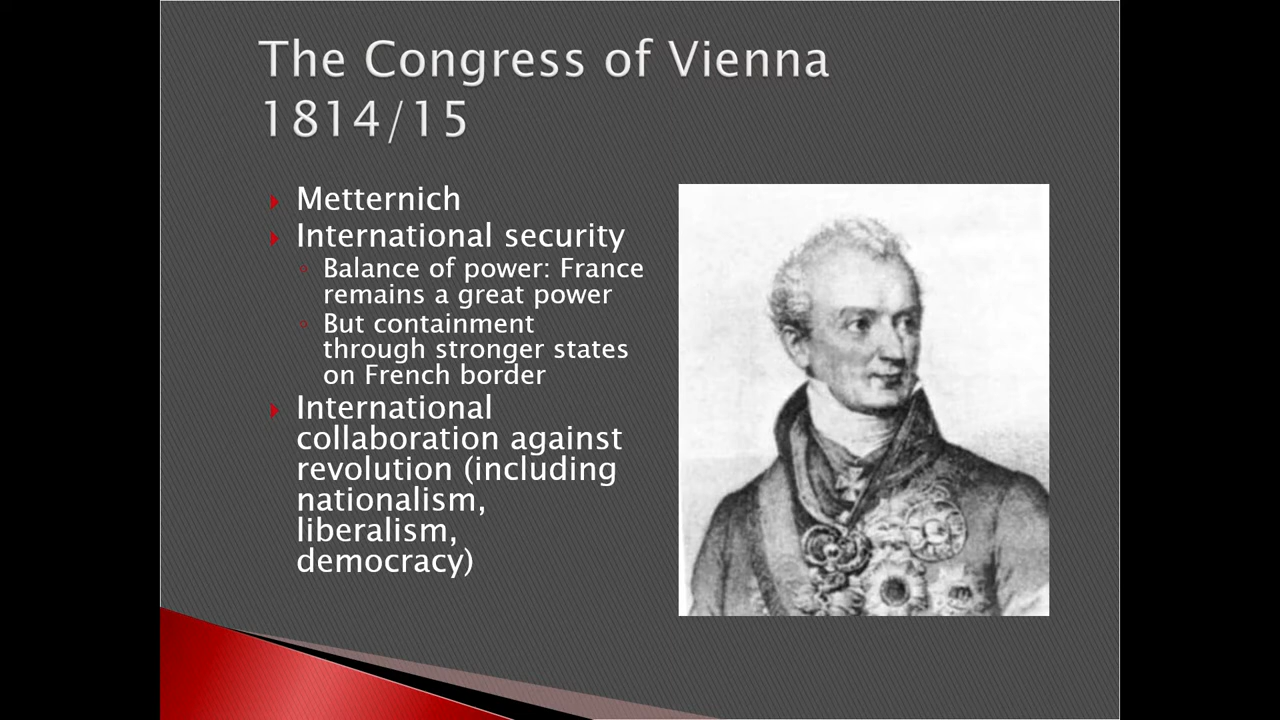 The Congress of Vienna
1814/15
Metternich
International security
Balance of power: France
remains a great power
But containment
through stronger states
on French border
International
collaboration against
revolution (including
nationalism,
liberalism,
democracy)